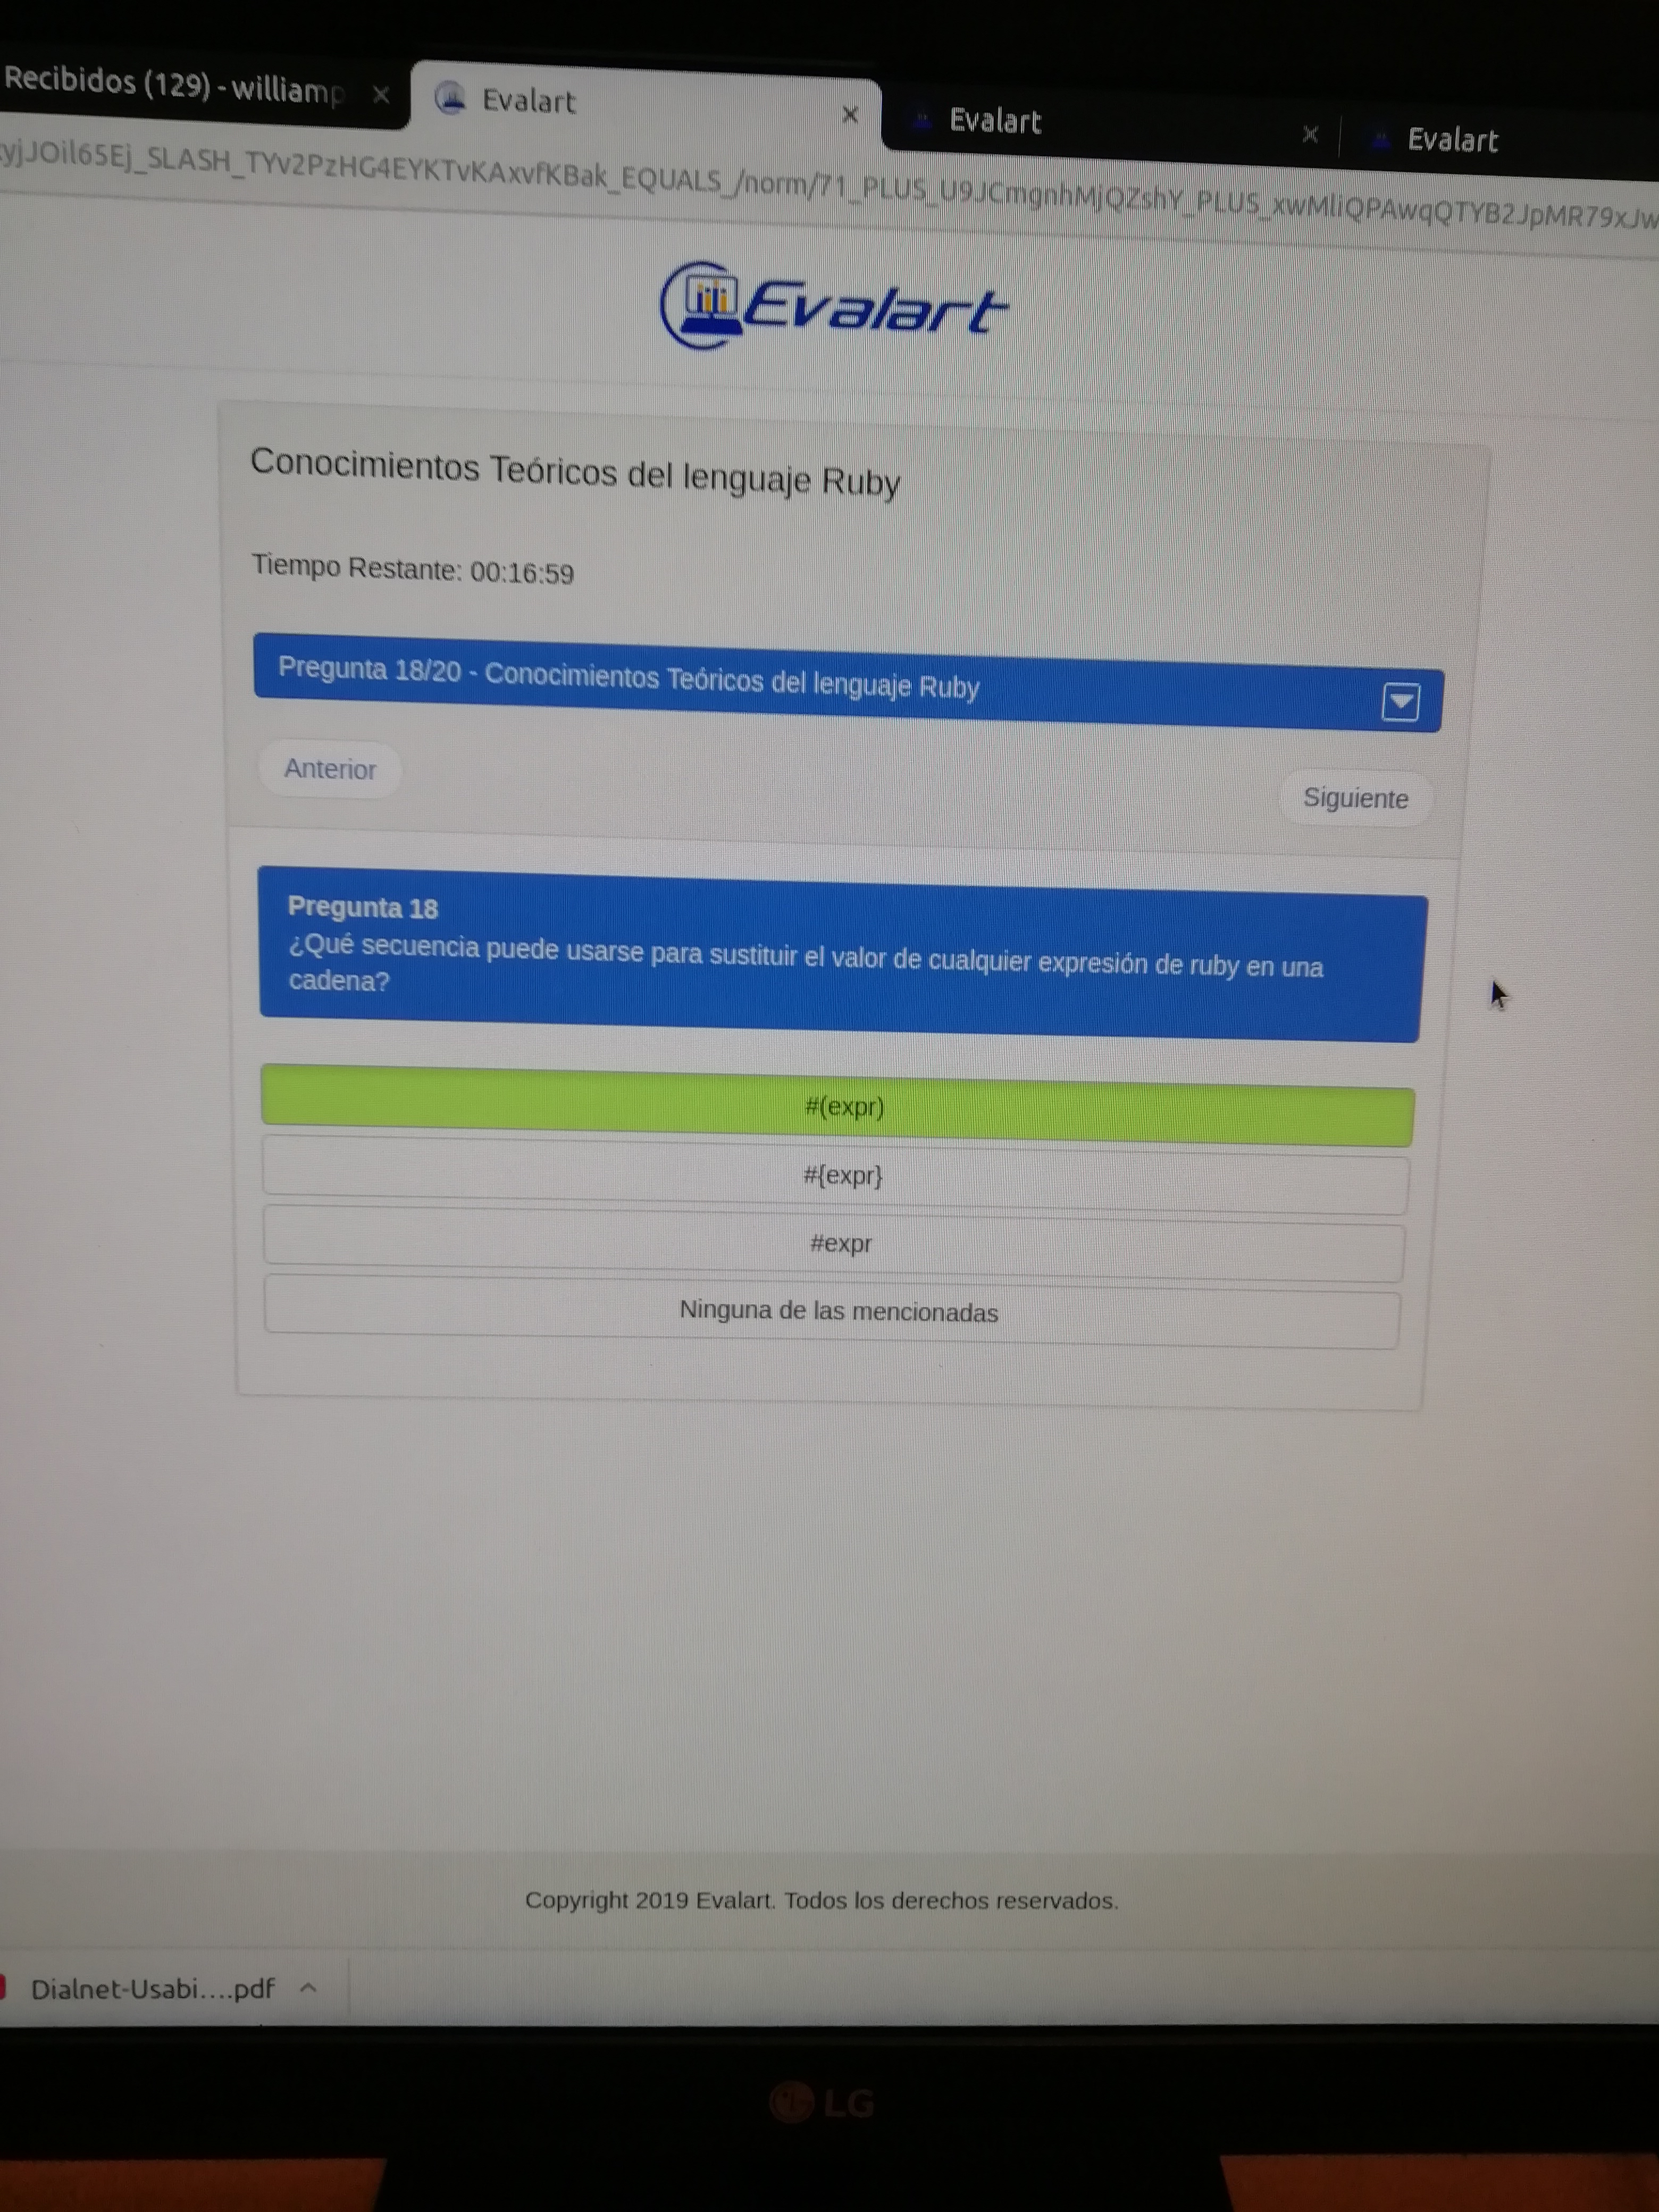 Recibidos (129) - williamp
Evalart
Evalart
Evalart
yjJOil65Ej_SLASH_TYv2PzHG4EYKTvKAxvfKBak_EQUALS_/norm/71_PLUS_U9JCmgnhMjQZshY_PLUS_xwMliQPAwqQTYB2JpMR79xJw
Evalart
Conocimientos Teóricos del lenguaje Ruby
Tiempo Restante: 00:16:59
Pregunta 18/20 - Conocimientos Teóricos del lenguaje Ruby
Anterior
Siguiente
Pregunta 18
¿Qué secuencia puede usarse para sustituir el valor de cualquier expresión de ruby en una
cadena?
#(expr)
#{expr}
#expr
Ninguna de las mencionadas
Copyright 2019 Evalart. Todos los derechos reservados.
Dialnet-Usabi....pdf
LG